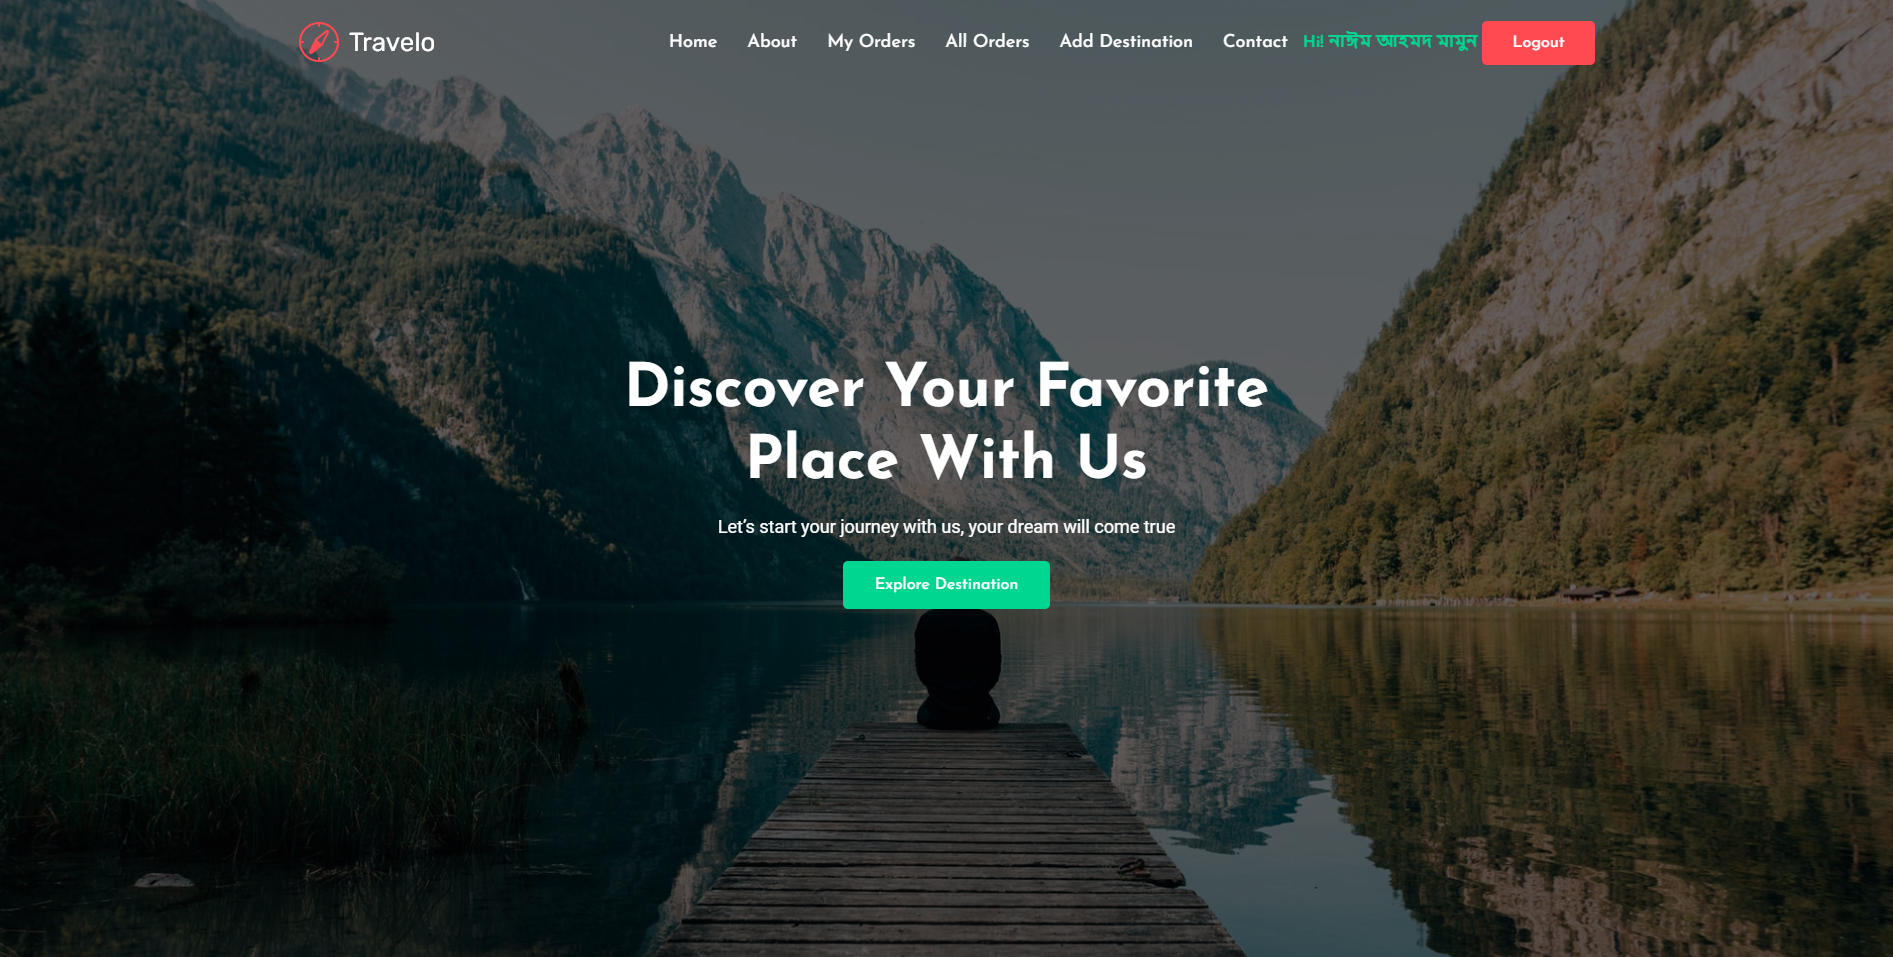 Travelo
Home About My Orders All Orders Add Destination Contact Hi! নাঈম আহমদ মামুন Logout
Discover Your Favorite
Place With Us
Let’s start your journey with us, your dream will come true
Explore Destination